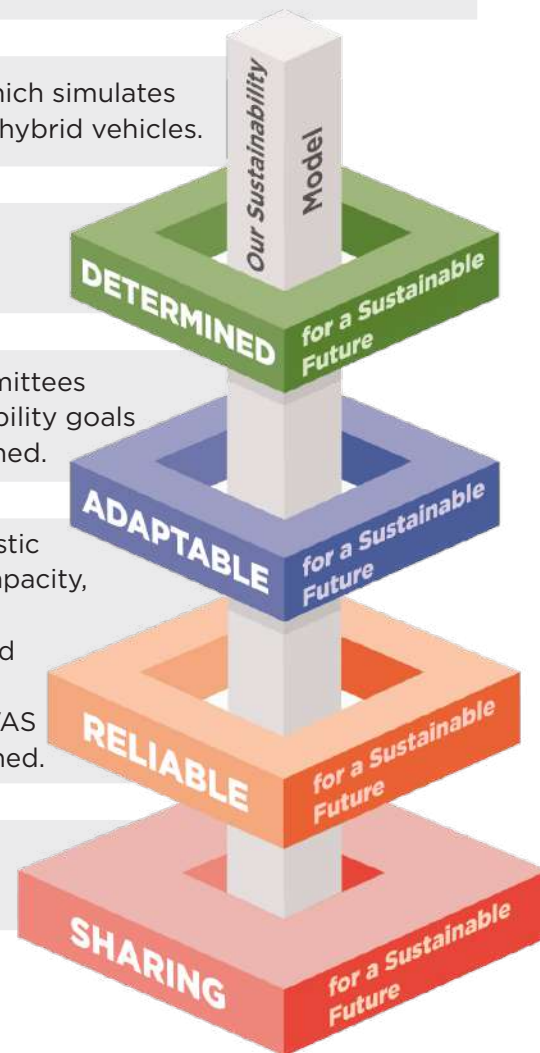 hich simulates
hybrid vehicles.
mittees
bility goals
ned.
stic
apacity,
d
TAS
ned.
Our Sustainability
Model
DETERMINED
for a Sustainable
Future
ADAPTABLE
for a Sustainable
Future
RELIABLE
for a Sustainable
Future
SHARING
for a Sustainable
Future